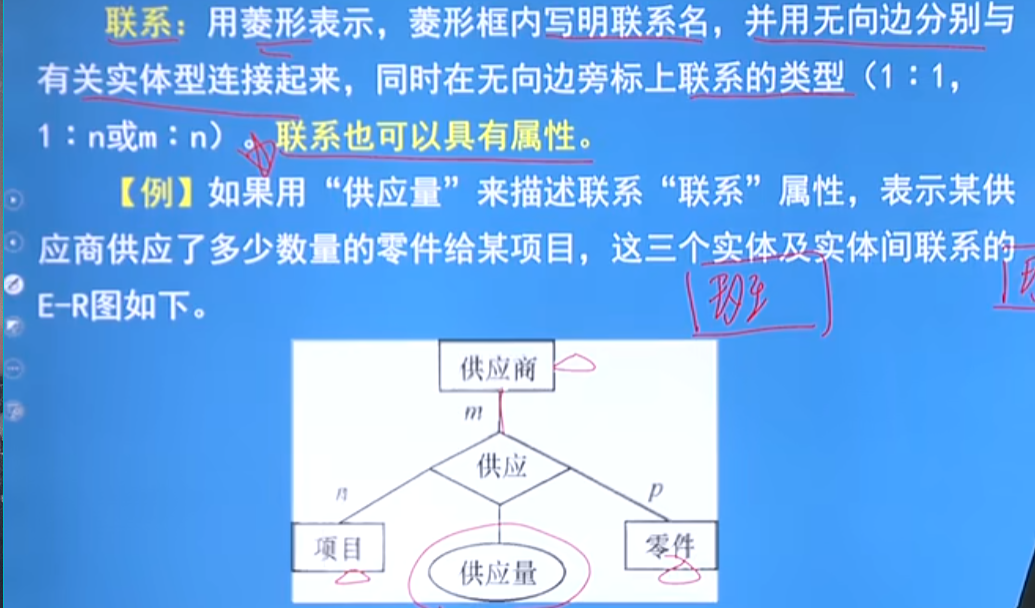 联系：用菱形表示，菱形框内写明联系名，并用无向边分别与
有关实体型连接起来，同时在无向边旁标上联系的类型（1：1，
1：n或m：n）。联系也可以具有属性。
【例】如果用“供应量”来描述联系“联系”属性，表示某供
应商供应了多少数量的零件给某项目，这三个实体及实体间联系的
E-R图如下。
班
供应商
m
供应
n
p
项目
零件
供应量